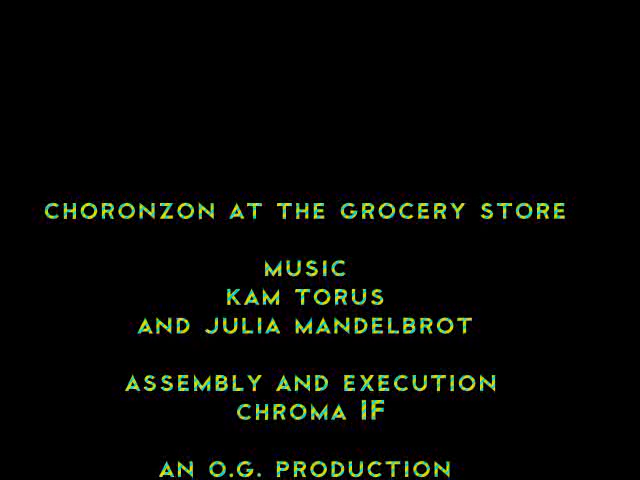 CHORONZON AT THE GROCERY STORE
MUSIC
KAM TORUS
AND JULIA MANDELBROT
ASSEMBLY AND EXECUTION
CHROMA IF
AN O.G. PRODUCTION